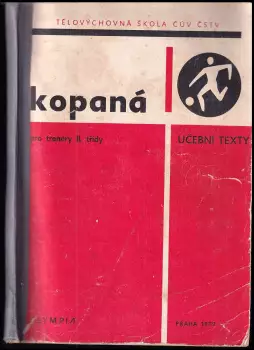 TĚLOVÝCHOVNÁ ŠKOLA ÚV ČSTV
kopaná
pro trenéry II. třídy
UČEBNÍ TEXTY
PRAHA